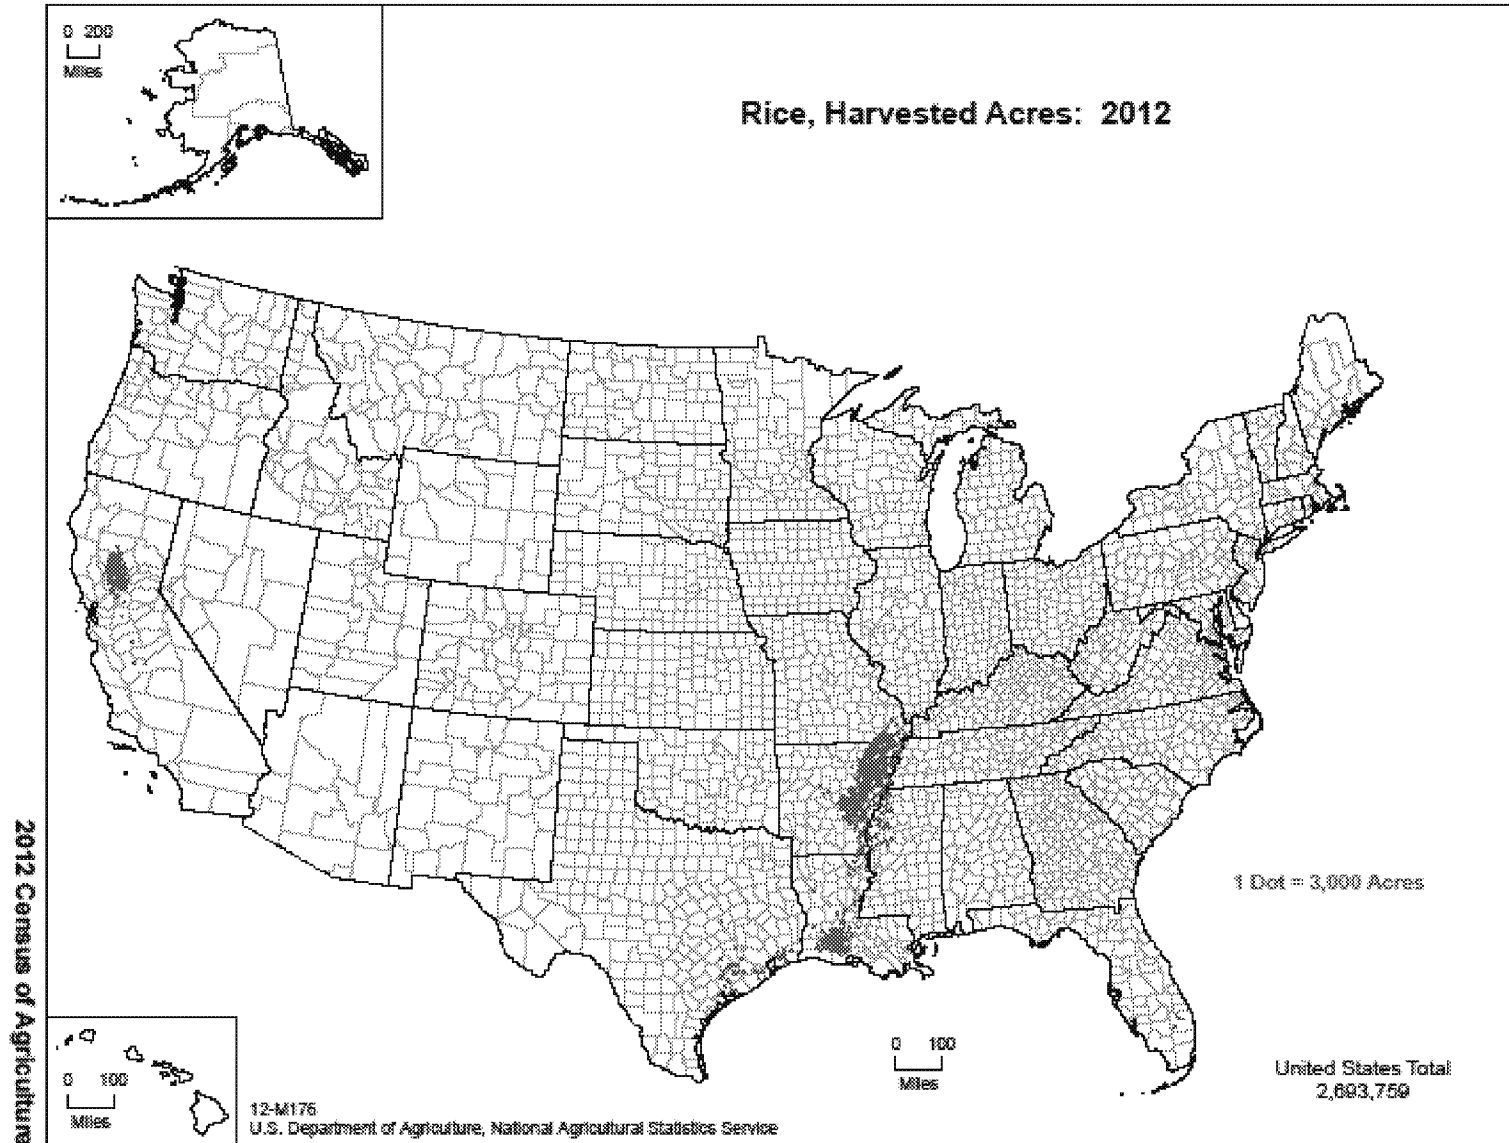 0 200
Miles
Rice, Harvested Acres: 2012
1 Dot = 3,000 Acres
0 100
Miles
United States Total
2,693,759
0 100
Miles
12-M176
U.S. Department of Agriculture, National Agricultural Statistics Service
2012 Census of Agriculture